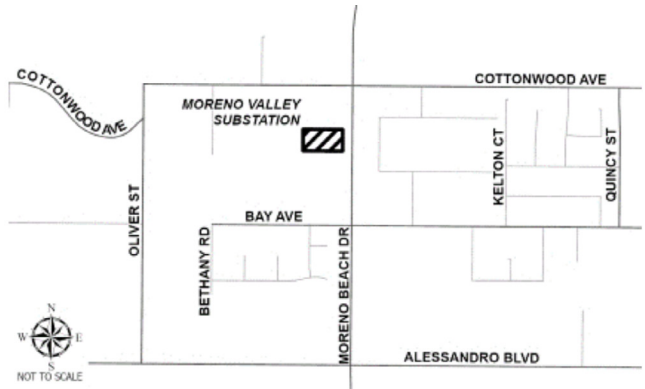 COTTONWOOD AVE
COTTONWOOD AVE
MORENO VALLEY
SUBSTATION
KELTON CT
QUINCY ST
OLIVER ST
BAY AVE
BETHANY RD
MORENO BEACH DR
N
W
E
S
NOT TO SCALE
ALESSANDRO BLVD